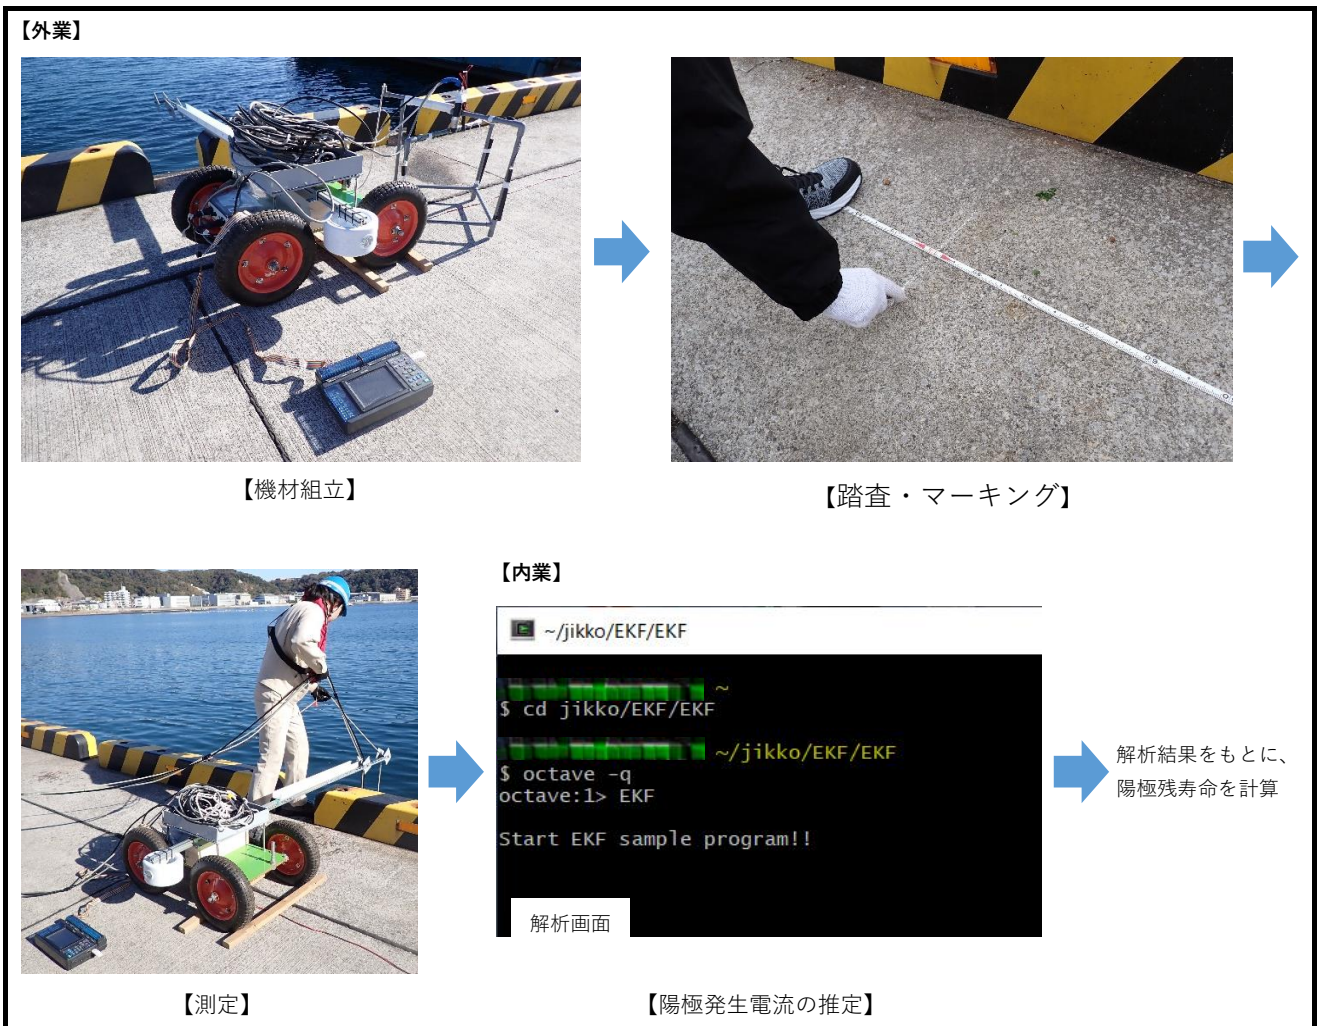 【外業】
【機材組立】
【踏査・マーキング】
【測定】
【内業】
~/jikko/EKF/EKF
~
$ cd jikko/EKF/EKF
~/jikko/EKF/EKF
$ octave -q
octave:1> EKF
Start EKF sample program!!
解析画面
【陽極発生電流の推定】
解析結果をもとに、
陽極残寿命を計算